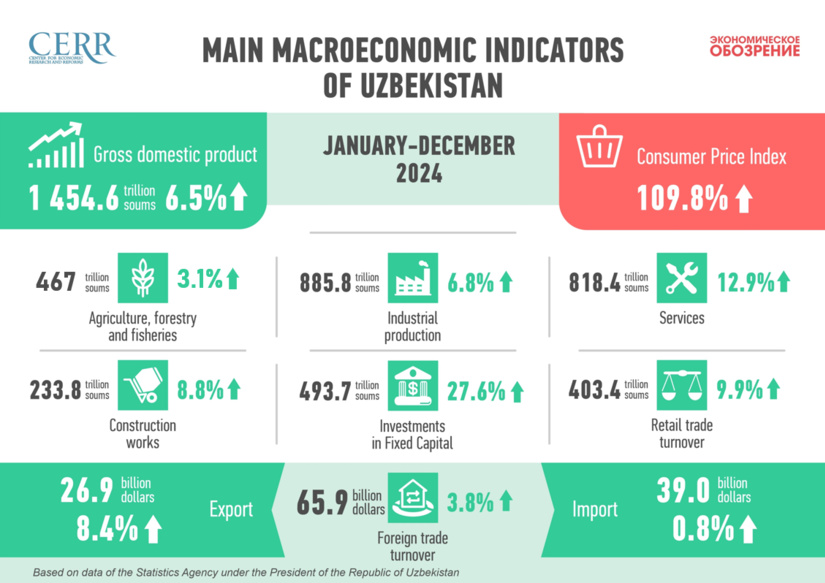 CERR
CENTER FOR ECONOMIC
RESEARCH AND REFORMS
MAIN MACROECONOMIC INDICATORS
OF UZBEKISTAN
ЭКОНОМИЧЕСКОЕ
ОБОЗРЕНИЕ
Gross domestic product
1 454.6 trillion soums 6.5%
JANUARY-DECEMBER
2024
Consumer Price Index
109.8%
467 trillion soums 3.1%
Agriculture, forestry
and fisheries
885.8 trillion soums 6.8%
Industrial
production
818.4 trillion soums 12.9%
Services
233.8 trillion soums 8.8%
Construction
works
493.7 trillion soums 27.6%
Investments
in Fixed Capital
403.4 trillion soums 9.9%
Retail trade
turnover
26.9 billion dollars
8.4%
Export
65.9 billion dollars 3.8%
Foreign trade
turnover
Import
39.0 billion dollars
0.8%
Based on data of the Statistics Agency under the President of the Republic of Uzbekistan